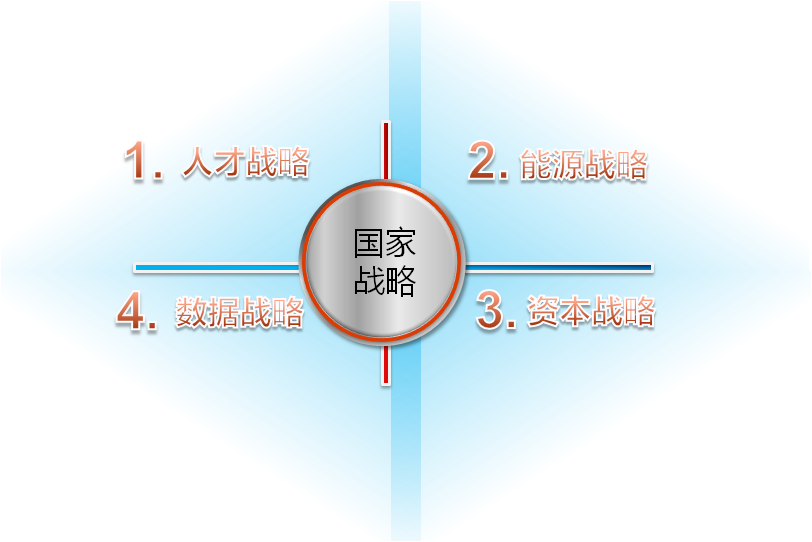 1. 人才战略
2. 能源战略
国家
战略
4. 数据战略
3. 资本战略